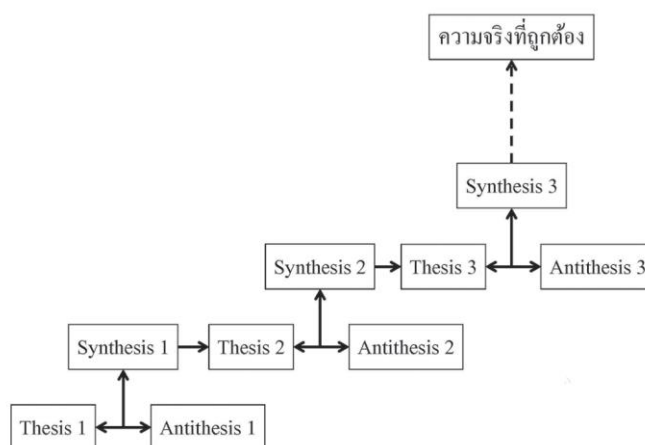 ความจริงที่ถูกต้อง
Synthesis 3
Synthesis 2
Thesis 3
Antithesis 3
Synthesis 1
Thesis 2
Antithesis 2
Thesis 1
Antithesis 1